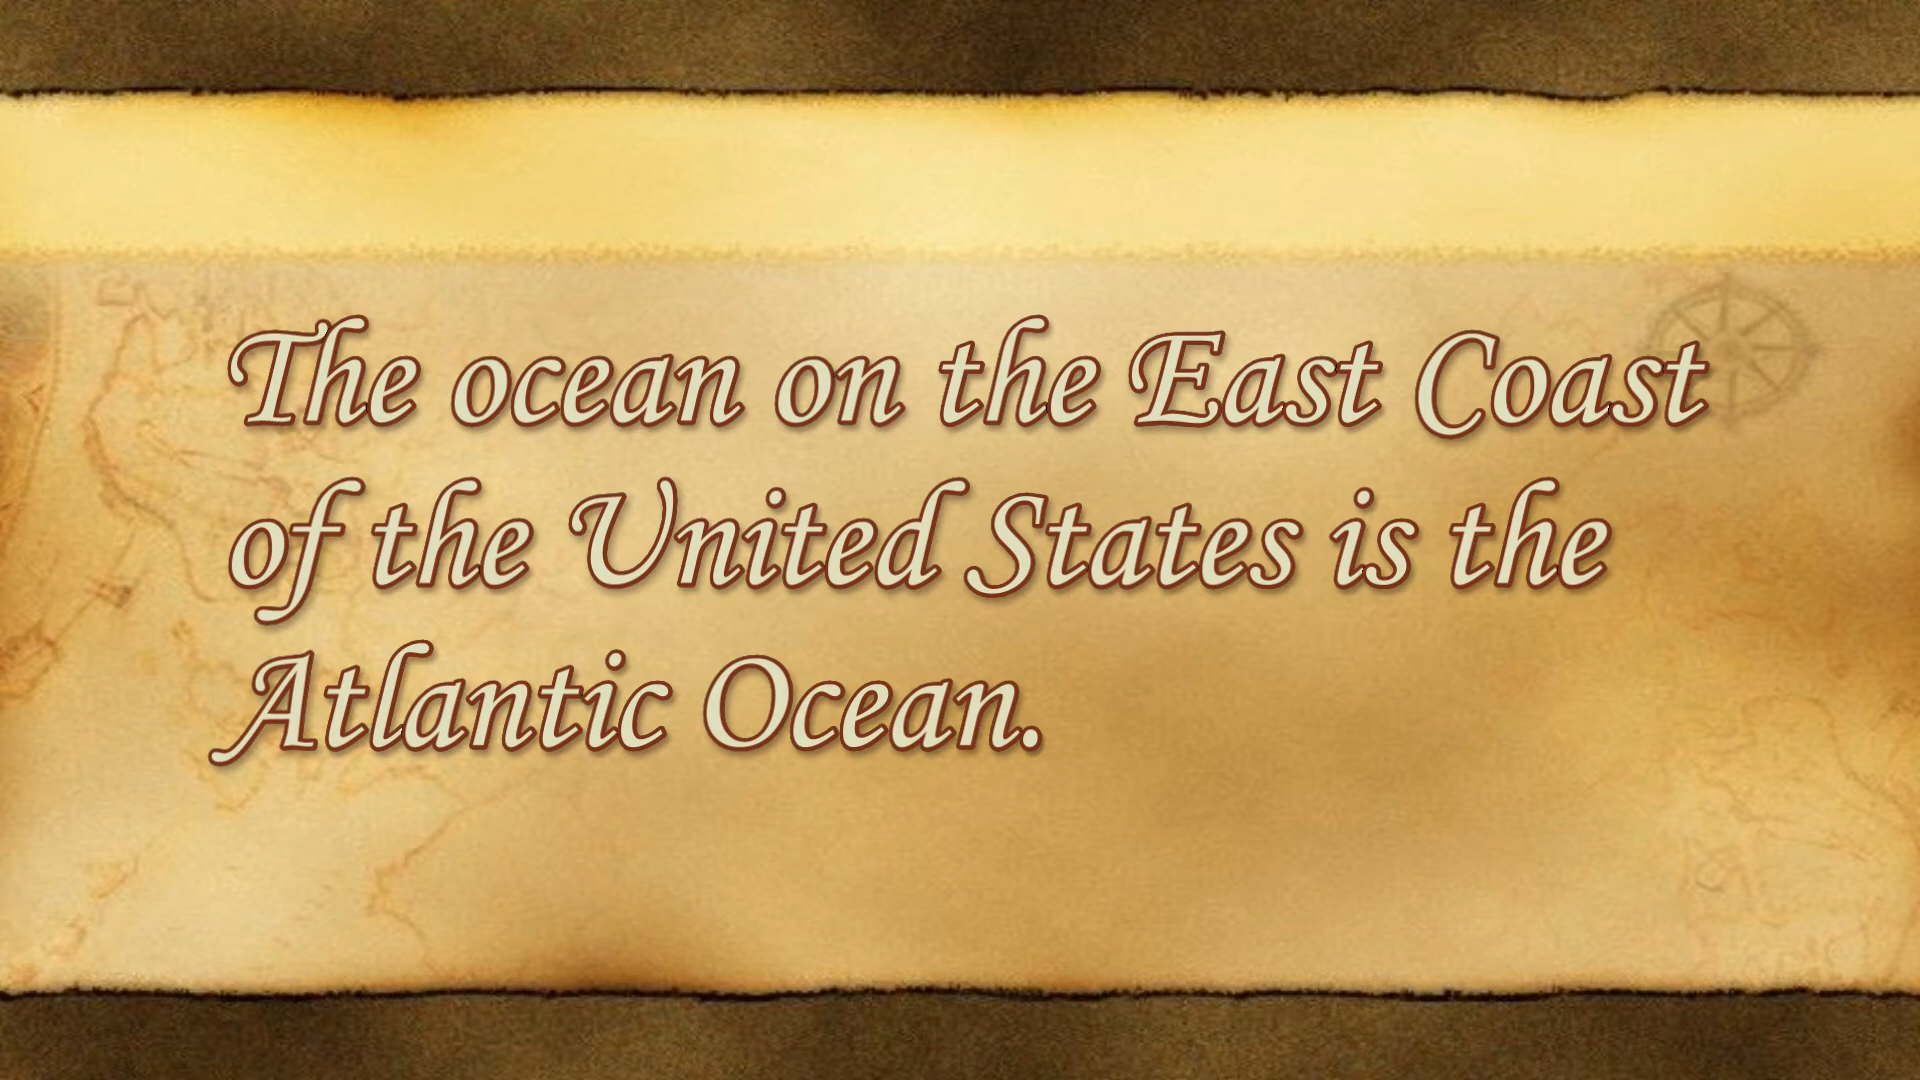 The ocean on the East Coast
of the United States is the
Atlantic Ocean.